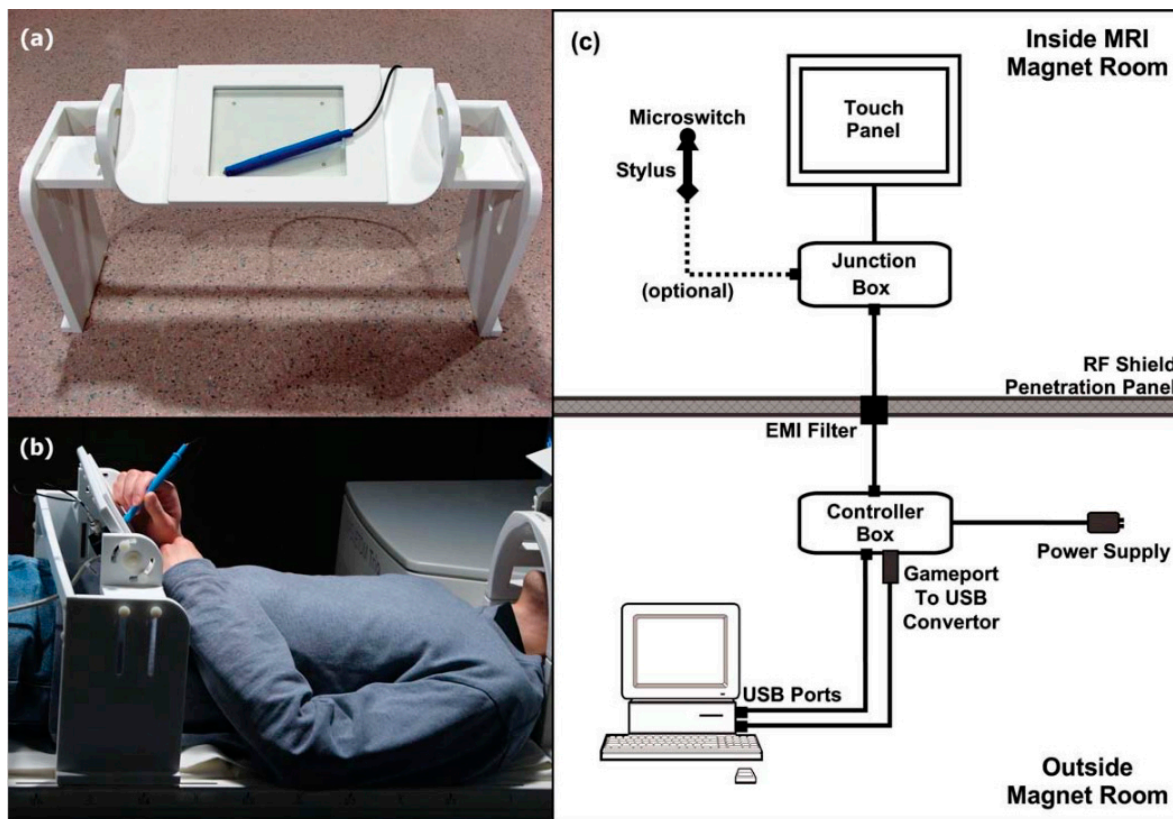 (a)
(b)
(c)
Inside MRI
Magnet Room
Touch
Panel
Microswitch
Stylus
(optional)
Junction
Box
RF Shield
Penetration Panel
EMI Filter
Controller
Box
Power Supply
Gameport
To USB
Convertor
USB Ports
Outside
Magnet Room